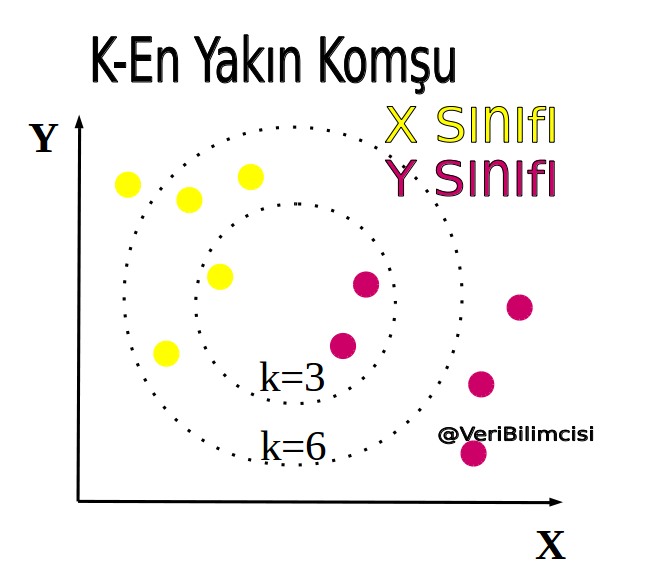 K-En Yakın Komşu
Y
X SINIfI
Y SINIfI
k=3
k=6
@VeriBilimcisi
X